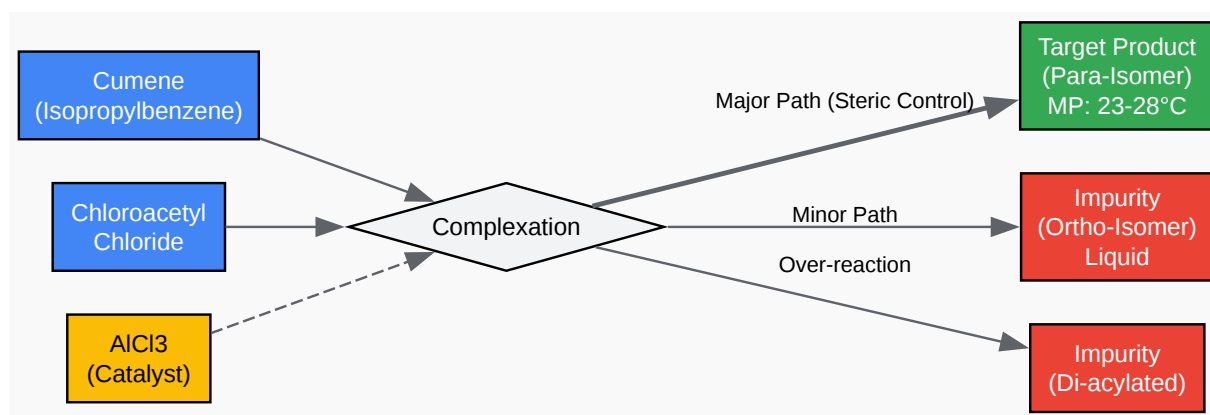 Cumene
(Isopropylbenzene)
Chloroacetyl
Chloride
AlCl3
(Catalyst)
Complexation
Major Path (Steric Control)
Minor Path
Over-reaction
Target Product
(Para-Isomer)
MP: 23-28°C
Impurity
(Ortho-Isomer)
Liquid
Impurity
(Di-acylated)